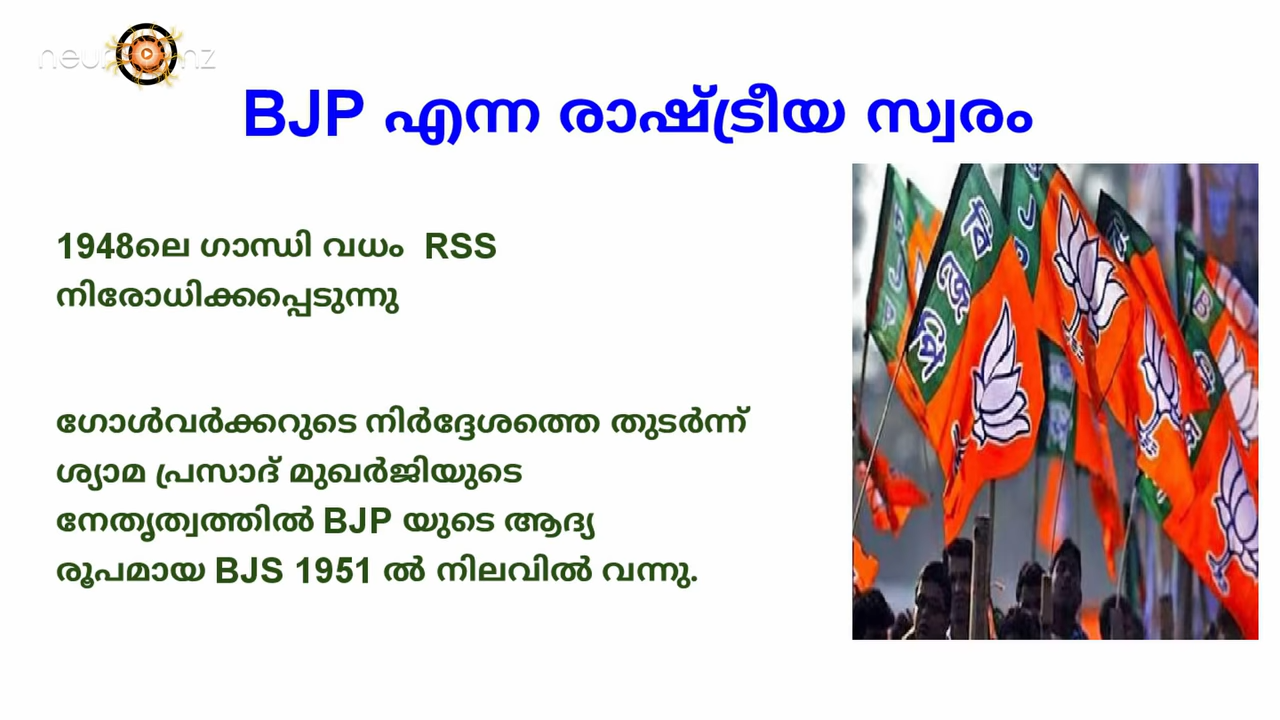 BJP എന്ന രാഷ്ട്രീയ സ്വരം
1948ലെ ഗാന്ധി വധം RSS
നിരോധിക്കപ്പെടുന്നു
ഗോൾവർക്കറുടെ നിർദ്ദേശത്തെ തുടർന്ന്
ശ്യാമ പ്രസാദ് മുഖർജിയുടെ
നേതൃത്വത്തിൽ BJP യുടെ ആദ്യ
രൂപമായ BJS 1951 ൽ നിലവിൽ വന്നു.